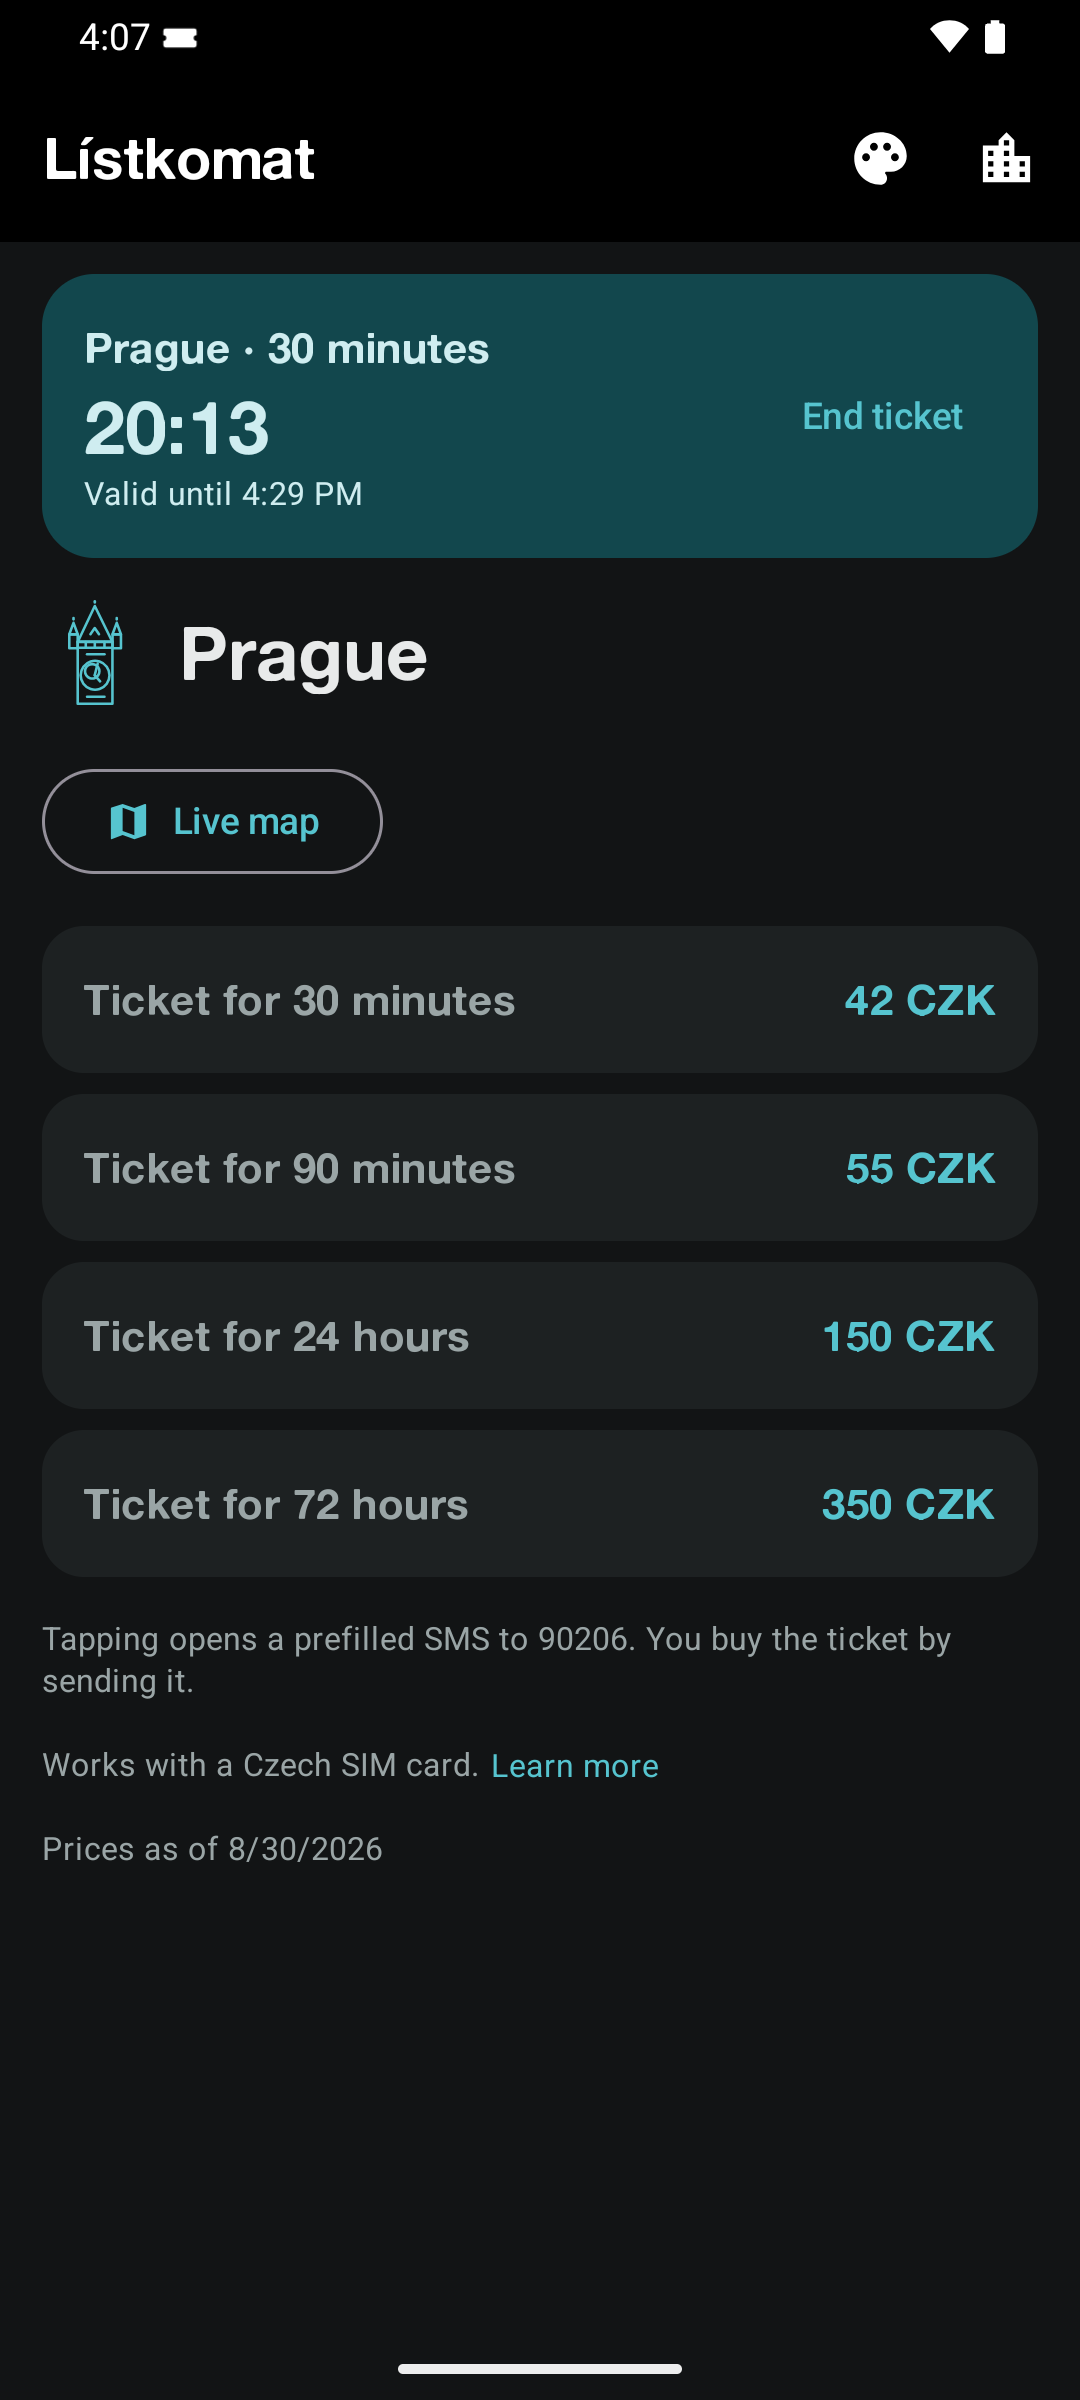 4:07
Lístkomat
Prague · 30 minutes
20:13
Valid until 4:29 PM
End ticket
Prague
Live map
Ticket for 30 minutes
42 CZK
Ticket for 90 minutes
55 CZK
Ticket for 24 hours
150 CZK
Ticket for 72 hours
350 CZK
Tapping opens a prefilled SMS to 90206. You buy the ticket by
sending it.
Works with a Czech SIM card. Learn more
Prices as of 8/30/2026